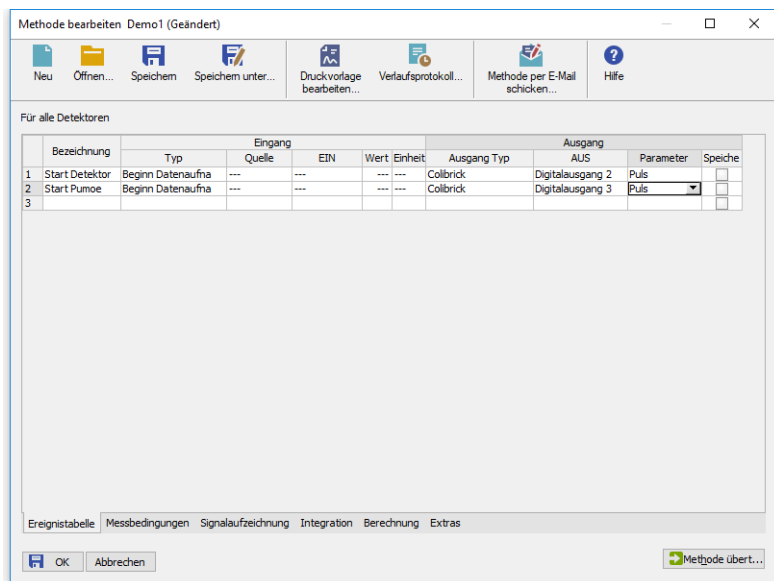 Methode bearbeiten Demo1 (Geändert)
Neu Öffnen... Speichern Speichern unter... Druckvorlage bearbeiten... Verlaufsprotokoll... Methode per E-Mail schicken... Hilfe
Für alle Detektoren
Eingang Ausgang
Bezeichnung Typ Quelle EIN Wert Einheit Ausgang Typ AUS Parameter Speiche
1 Start Detektor Beginn Datenaufna --- --- --- --- Colibrick Digitalausgang 2 Puls
2 Start Pumoe Beginn Datenaufna --- --- --- --- Colibrick Digitalausgang 3 Puls
3
Ereignistabelle Messbedingungen Signalaufzeichnung Integration Berechnung Extras
OK Abbrechen Methode übert...